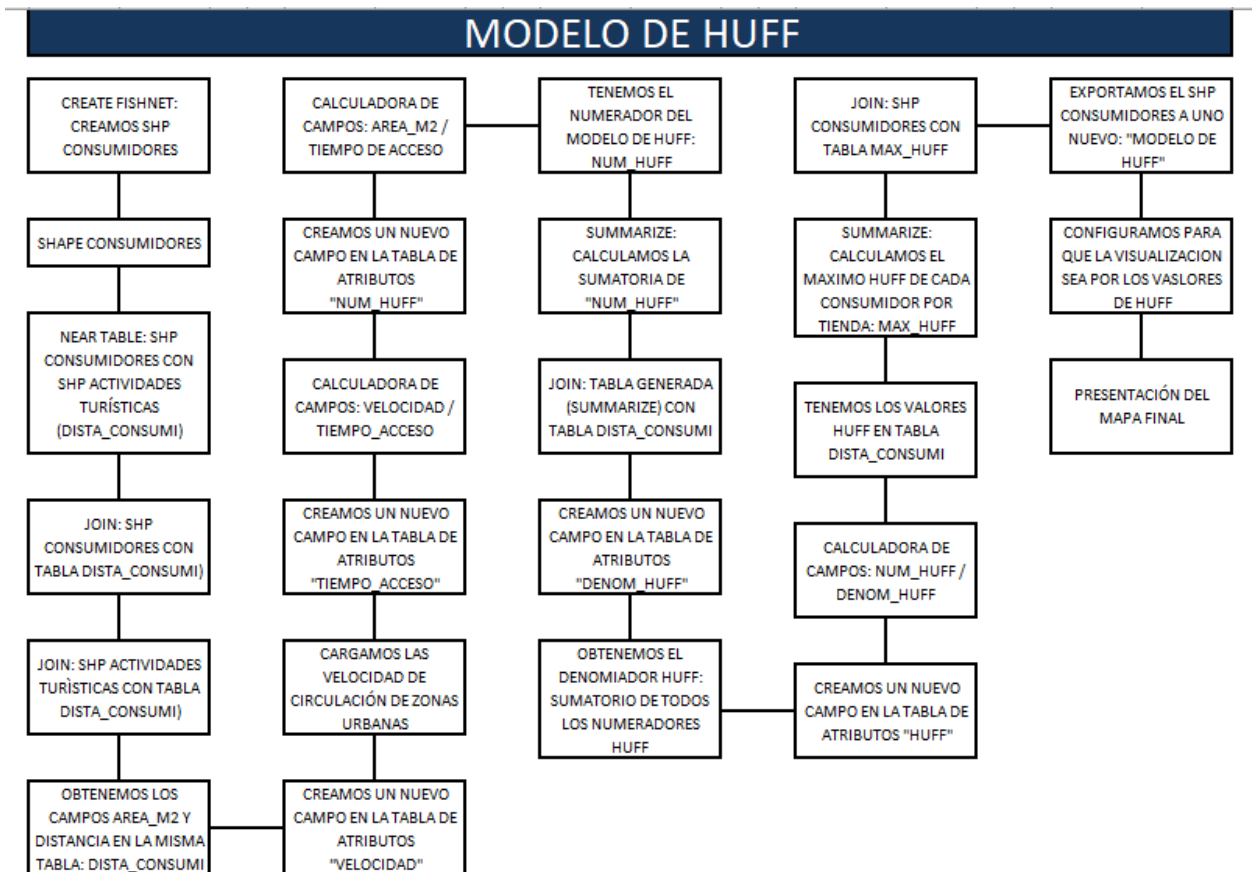 MODELO DE HUFF
CREATE FISHNET:
CREAMOS SHP
CONSUMIDORES
SHAPE CONSUMIDORES
NEAR TABLE: SHP
CONSUMIDORES CON
SHP ACTIVIDADES
TURÍSTICAS
(DISTA_CONSUMI)
JOIN: SHP
CONSUMIDORES CON
TABLA DISTA_CONSUMI)
JOIN: SHP ACTIVIDADES
TURÌSTICAS CON TABLA
DISTA_CONSUMI)
OBTENEMOS LOS
CAMPOS AREA_M2 Y
DISTANCIA EN LA MISMA
TABLA: DISTA_CONSUMI
CREAMOS UN NUEVO
CAMPO EN LA TABLA DE
ATRIBUTOS
"VELOCIDAD"
CARGAMOS LAS
VELOCIDAD DE
CIRCULACIÓN DE ZONAS
URBANAS
CREAMOS UN NUEVO
CAMPO EN LA TABLA DE
ATRIBUTOS
"TIEMPO_ACCESO"
CALCULADORA DE
CAMPOS: VELOCIDAD /
TIEMPO_ACCESO
CREAMOS UN NUEVO
CAMPO EN LA TABLA DE
ATRIBUTOS
"NUM_HUFF"
CALCULADORA DE
CAMPOS: AREA_M2 /
TIEMPO DE ACCESO
TENEMOS EL
NUMERADOR DEL
MODELO DE HUFF:
NUM_HUFF
SUMMARIZE:
CALCULAMOS LA
SUMATORIA DE
"NUM_HUFF"
JOIN: TABLA GENERADA
(SUMMARIZE) CON
TABLA DISTA_CONSUMI
CREAMOS UN NUEVO
CAMPO EN LA TABLA DE
ATRIBUTOS
"DENOM_HUFF"
OBTENEMOS EL
DENOMIADOR HUFF:
SUMATORIO DE TODOS
LOS NUMERADORES
HUFF
CREAMOS UN NUEVO
CAMPO EN LA TABLA DE
ATRIBUTOS "HUFF"
CALCULADORA DE
CAMPOS: NUM_HUFF /
DENOM_HUFF
TENEMOS LOS VALORES
HUFF EN TABLA
DISTA_CONSUMI
SUMMARIZE:
CALCULAMOS EL
MAXIMO HUFF DE CADA
CONSUMIDOR POR
TIENDA: MAX_HUFF
JOIN: SHP
CONSUMIDORES CON
TABLA MAX_HUFF
EXPORTAMOS EL SHP
CONSUMIDORES A UNO
NUEVO: "MODELO DE
HUFF"
CONFIGURAMOS PARA
QUE LA VISUALIZACION
SEA POR LOS VASLORES
DE HUFF
PRESENTACIÓN DEL
MAPA FINAL